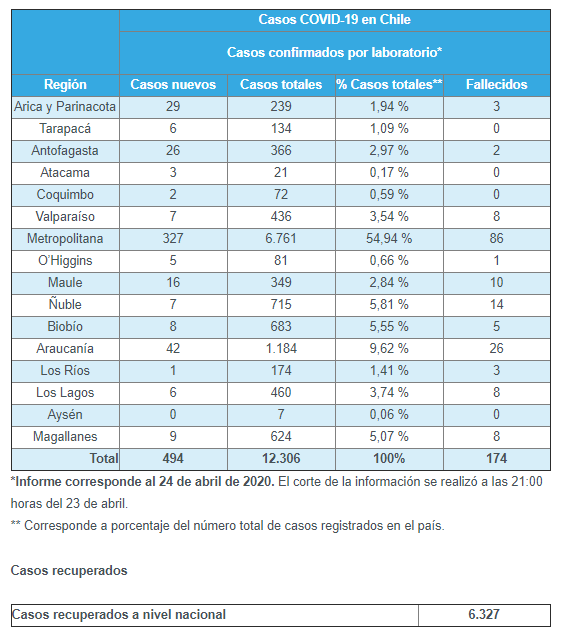 Casos COVID-19 en Chile
Casos confirmados por laboratorio*
Región Casos nuevos Casos totales % Casos totales** Fallecidos
Arica y Parinacota 29 239 1,94 % 3
Tarapacá 6 134 1,09 % 0
Antofagasta 26 366 2,97 % 2
Atacama 3 21 0,17 % 0
Coquimbo 2 72 0,59 % 0
Valparaíso 7 436 3,54 % 8
Metropolitana 327 6.761 54,94 % 86
O'Higgins 5 81 0,66 % 1
Maule 16 349 2,84 % 10
Ñuble 7 715 5,81 % 14
Biobío 8 683 5,55 % 5
Araucanía 42 1.184 9,62 % 26
Los Ríos 1 174 1,41 % 3
Los Lagos 6 460 3,74 % 8
Aysén 0 7 0,06 % 0
Magallanes 9 624 5,07 % 8
Total 494 12.306 100% 174
*Informe corresponde al 24 de abril de 2020. El corte de la información se realizó a las 21:00
horas del 23 de abril.
** Corresponde a porcentaje del número total de casos registrados en el país.
Casos recuperados
Casos recuperados a nivel nacional 6.327